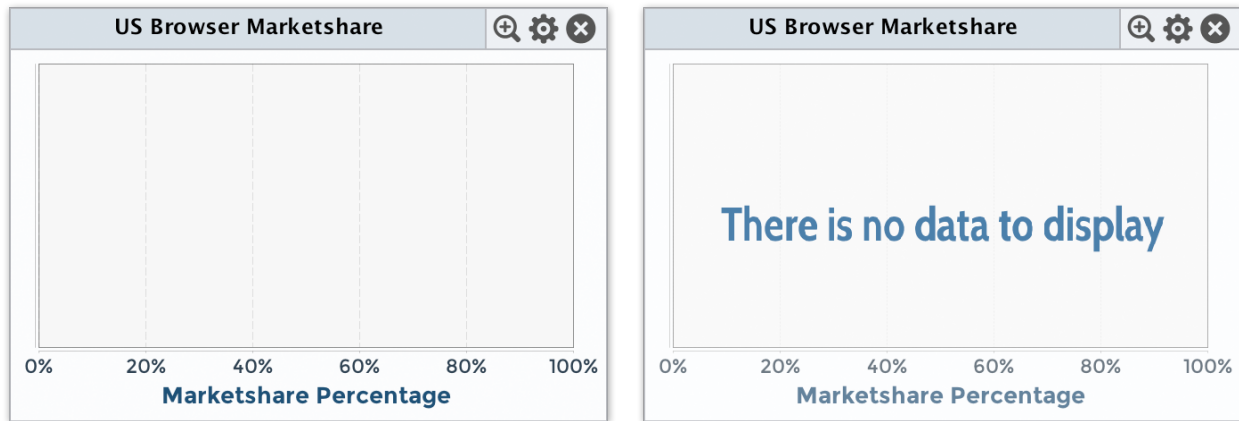 US Browser Marketshare
0% 20% 40% 60% 80% 100%
Marketshare Percentage
US Browser Marketshare
There is no data to display
0% 20% 40% 60% 80% 100%
Marketshare Percentage